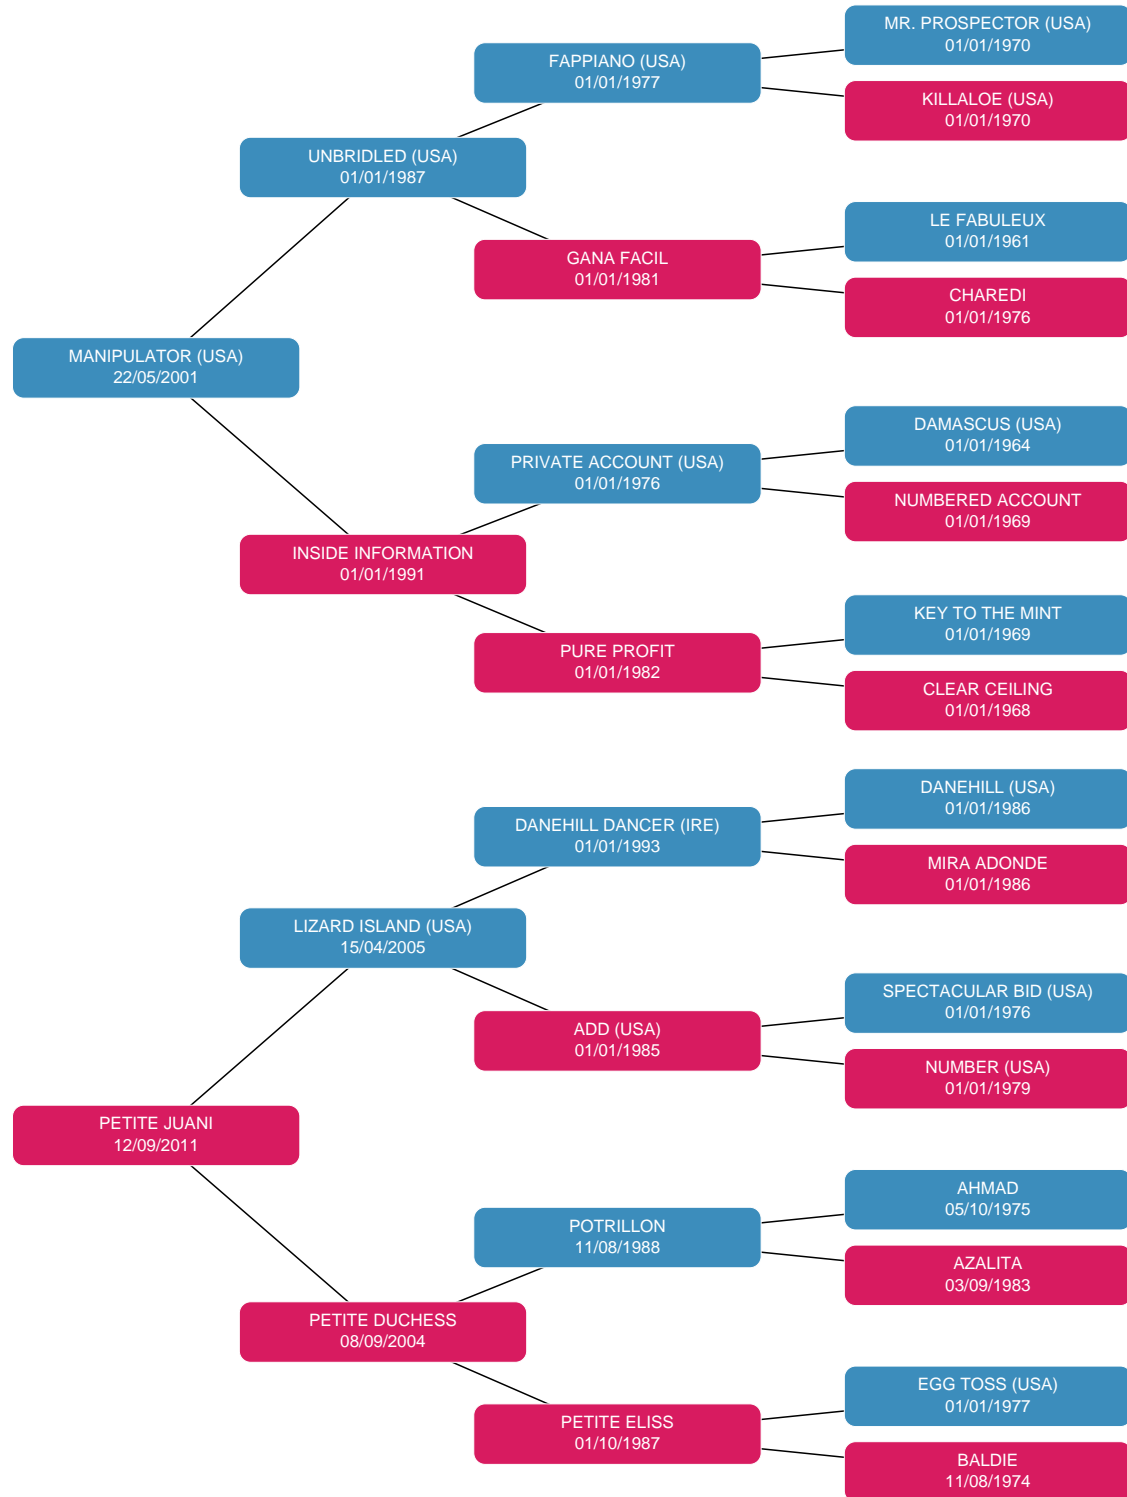 MR. PROSPECTOR (USA)
01/01/1970
FAPPIANO (USA)
01/01/1977
KILLALOE (USA)
01/01/1970
UNBRIDLED (USA)
01/01/1987
LE FABULEUX
01/01/1961
GANA FACIL
01/01/1981
CHAREDI
01/01/1976
MANIPULATOR (USA)
22/05/2001
DAMASCUS (USA)
01/01/1964
PRIVATE ACCOUNT (USA)
01/01/1976
NUMBERED ACCOUNT
01/01/1969
INSIDE INFORMATION
01/01/1991
KEY TO THE MINT
01/01/1969
PURE PROFIT
01/01/1982
CLEAR CEILING
01/01/1968
DANEHILL (USA)
01/01/1986
DANEHILL DANCER (IRE)
01/01/1993
MIRA ADONDE
01/01/1986
LIZARD ISLAND (USA)
15/04/2005
SPECTACULAR BID (USA)
01/01/1976
ADD (USA)
01/01/1985
NUMBER (USA)
01/01/1979
PETITE JUANI
12/09/2011
AHMAD
05/10/1975
POTRILLON
11/08/1988
AZALITA
03/09/1983
PETITE DUCHESS
08/09/2004
EGG TOSS (USA)
01/01/1977
PETITE ELISS
01/10/1987
BALDIE
11/08/1974